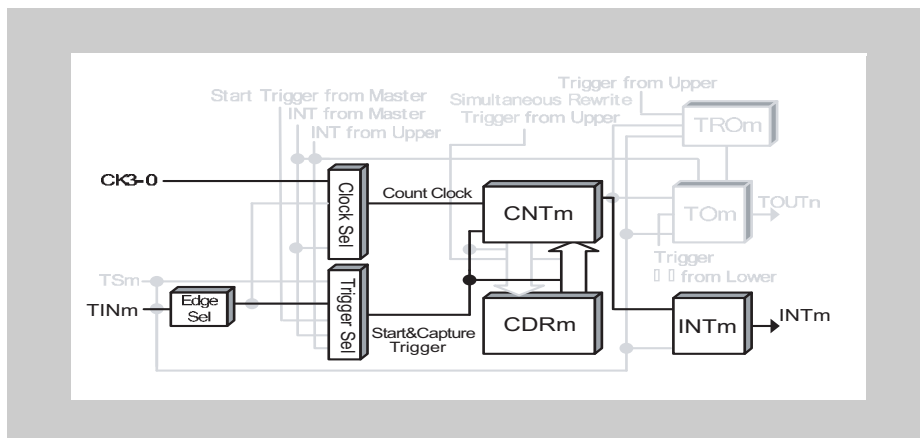 Trigger from Upper
Start Trigger from Master
Simultaneous Rewrite
INT from Master
Trigger from Upper
INT from Upper
TROm
CK3-0
Clock Sel
Count Clock
CNTm
TOm
TOUTn
Trigger
from Lower
TSm
TINm
Edge
Sel
Trigger Sel
Start&Capture
Trigger
CDRm
INTm
INTm